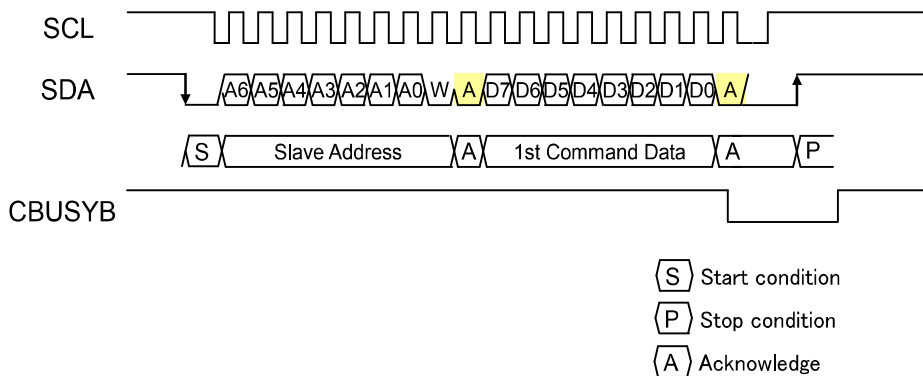 SCL
SDA A6 A5 A4 A3 A2 A1 A0 W A D7 D6 D5 D4 D3 D2 D1 D0 A
S Slave Address A 1st Command Data A P
CBUSYB
S Start condition
P Stop condition
A Acknowledge